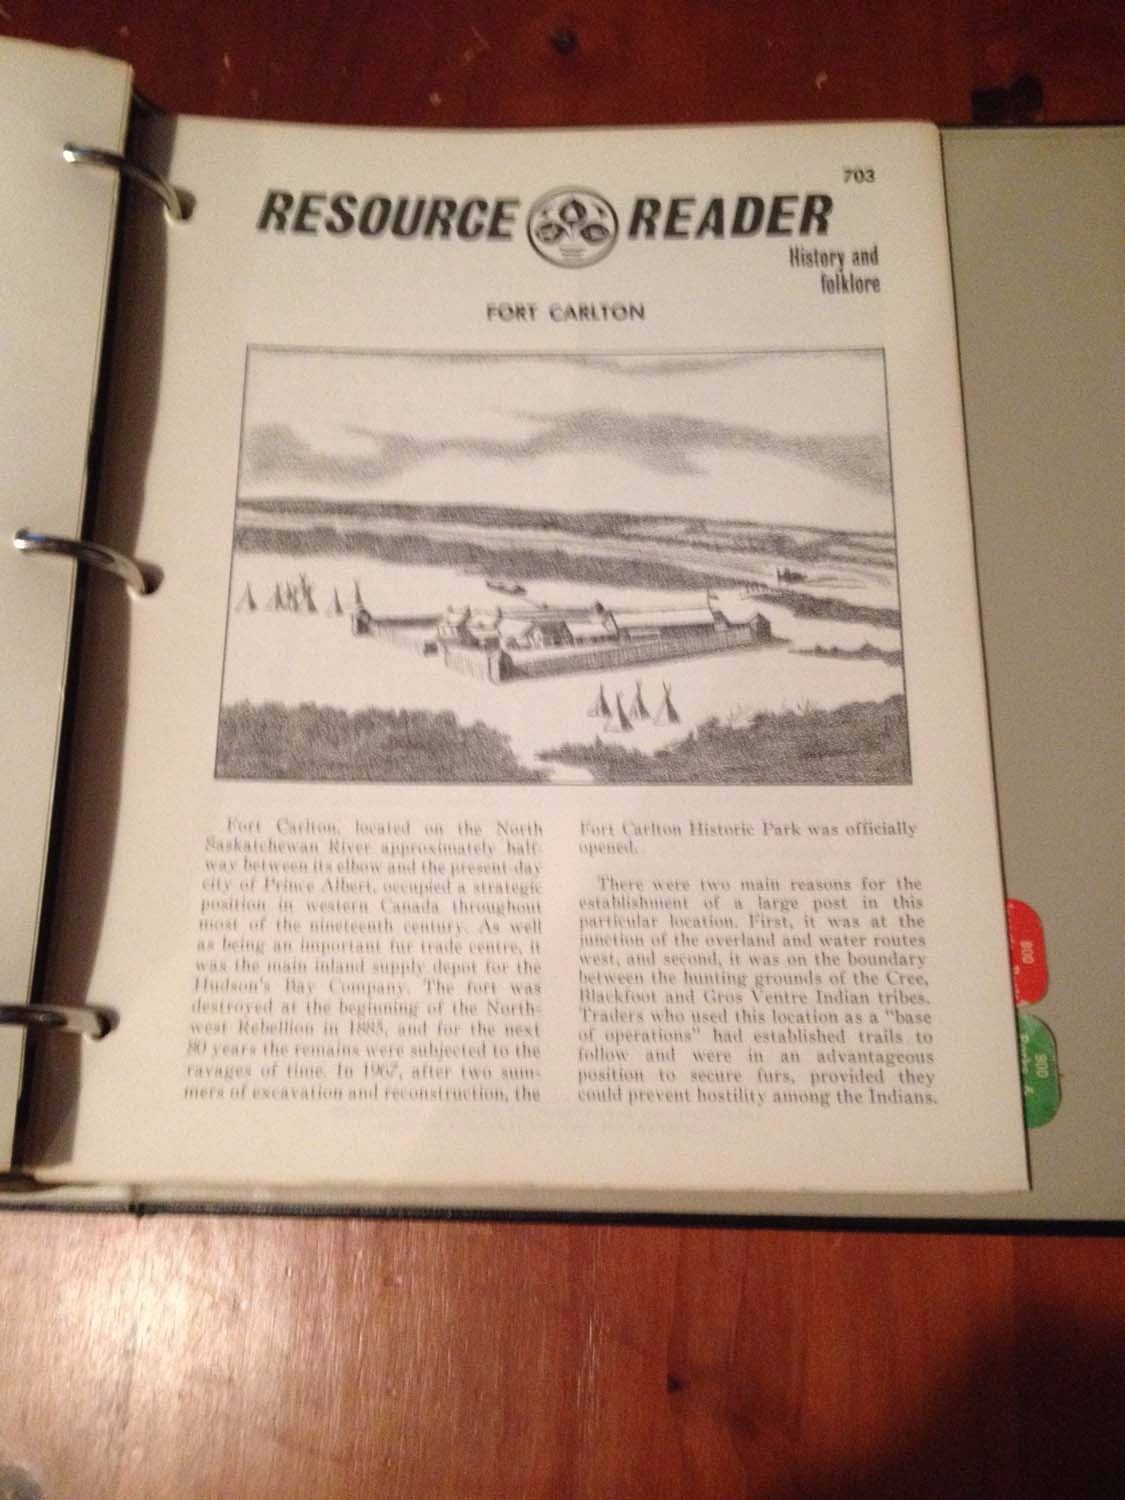 703
RESOURCE READER
History and
folklore
FORT CARLTON
Fort Carlton, located on the North
Saskatchewan River approximately half-
way between its elbow and the present-day
city of Prince Albert, occupied a strategic
position in western Canada throughout
most of the nineteenth century. As well
as being an important fur trade centre, it
was the main inland supply depot for the
Hudson's Bay Company. The fort was
destroyed at the beginning of the North-
west Rebellion in 1885, and for the next
80 years the remains were subjected to the
ravages of time. In 1967, after two sum-
mers of excavation and reconstruction, the
Fort Carlton Historic Park was officially
opened.
There were two main reasons for the
establishment of a large post in this
particular location. First, it was at the
junction of the overland and water routes
west, and second, it was on the boundary
between the hunting grounds of the Cree,
Blackfoot and Gros Ventre Indian tribes.
Traders who used this location as a "base
of operations" had established trails to
follow and were in an advantageous
position to secure furs, provided they
could prevent hostility among the Indians.
800
900